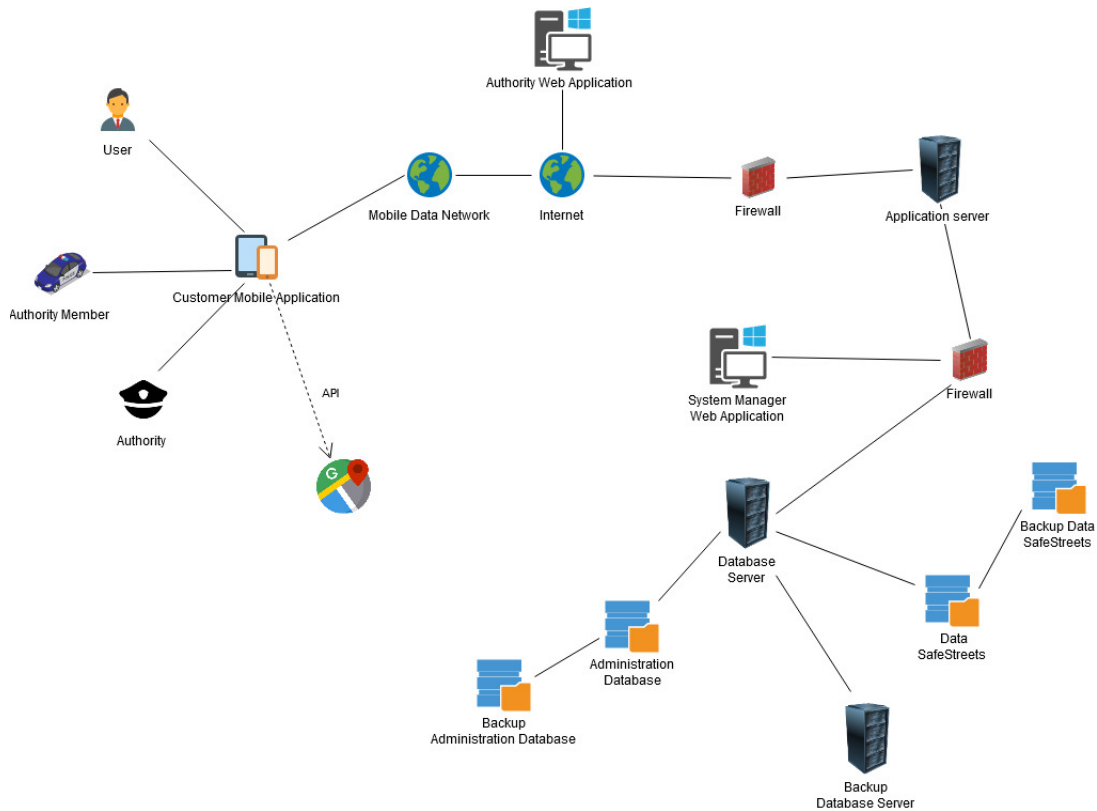 Authority Web Application
User
Mobile Data Network
Internet
Firewall
Application server
Customer Mobile Application
Authority Member
API
Authority
G
System Manager
Web Application
Firewall
Database
Server
Backup Data
SafeStreets
Data
SafeStreets
Administration
Database
Backup
Administration Database
Backup
Database Server